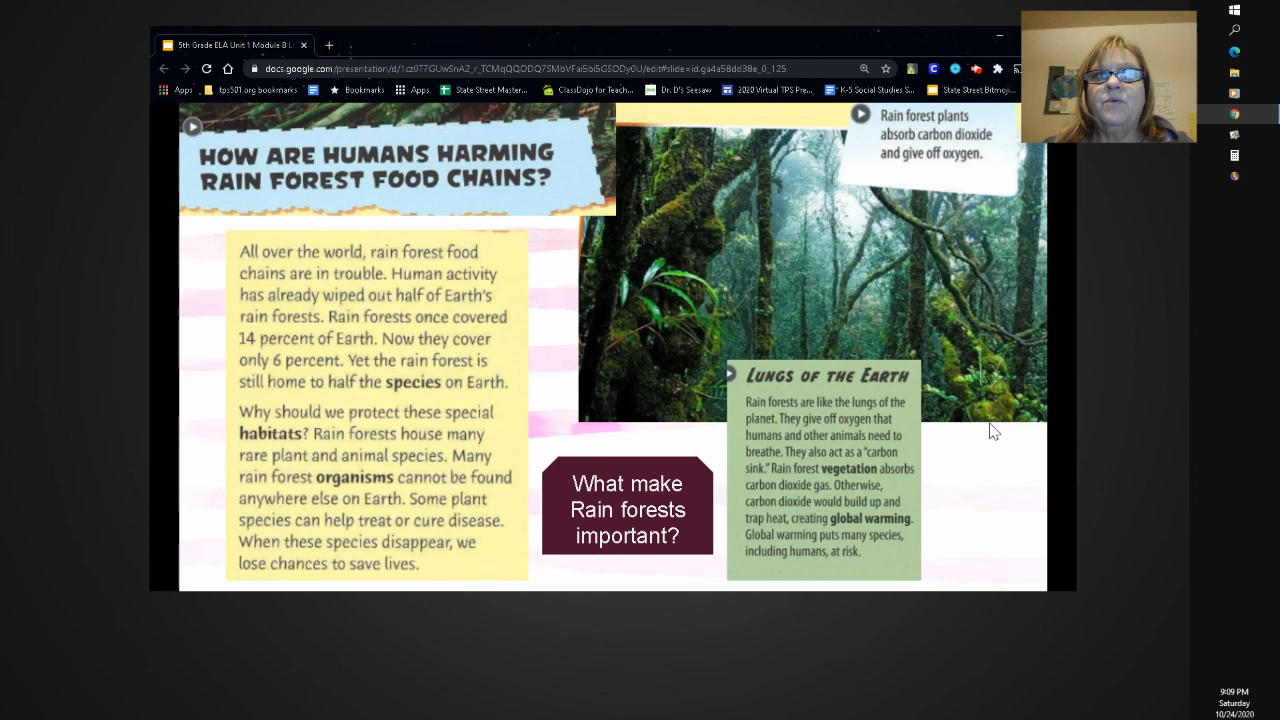 5th Grade ELA Unit 1 Module B L
docs.google.com/presentation/d/1cz0T7GUwSnA2_r_TCMqQQODQ7SMbVFai5bi5GSODy0U/edit#slide=id.ga4a58dd38e_0_125
Apps
tps501.org bookmarks
Bookmarks
Apps
State Street Master...
ClassDojo for Teach...
Dr. D's Seesaw
2020 Virtual TPS Pre...
K-5 Social Studies S...
State Street Bitmoji
HOW ARE HUMANS HARMING
RAIN FOREST FOOD CHAINS?
Rain forest plants
absorb carbon dioxide
and give off oxygen.
All over the world, rain forest food
chains are in trouble. Human activity
has already wiped out half of Earth's
rain forests. Rain forests once covered
14 percent of Earth. Now they cover
only 6 percent. Yet the rain forest is
still home to half the species on Earth.
Why should we protect these special
habitats? Rain forests house many
rare plant and animal species. Many
rain forest organisms cannot be found
anywhere else on Earth. Some plant
species can help treat or cure disease.
When these species disappear, we
lose chances to save lives.
What make
Rain forests
important?
LUNGS OF THE EARTH
Rain forests are like the lungs of the
planet. They give off oxygen that
humans and other animals need to
breathe. They also act as a "carbon
sink." Rain forest vegetation absorbs
carbon dioxide gas. Otherwise,
carbon dioxide would build up and
trap heat, creating global warming.
Global warming puts many species,
including humans, at risk.
9:09 PM
Saturday
10/24/2020